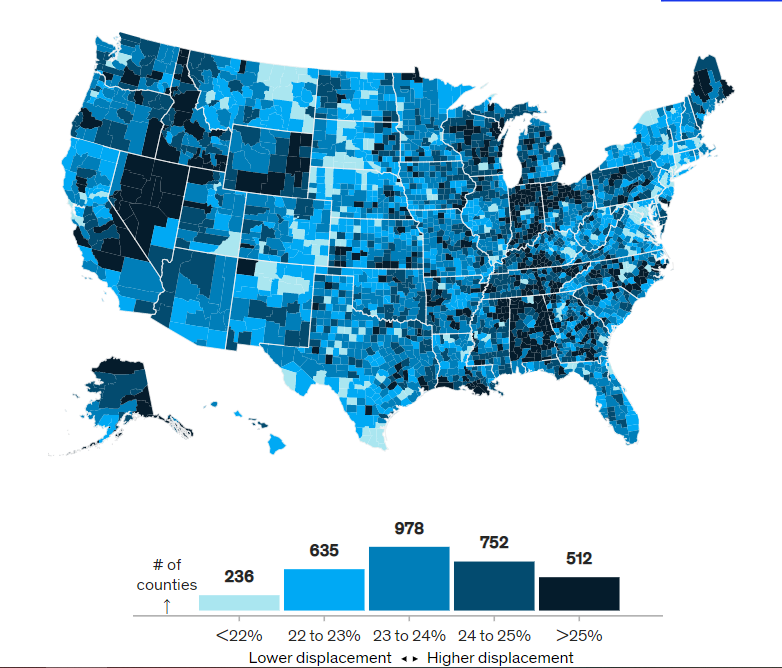 978
752
635
512
# of
counties
236
↑
<22%
22 to 23%
23 to 24%
24 to 25%
>25%
Lower displacement ◂ ▸ Higher displacement